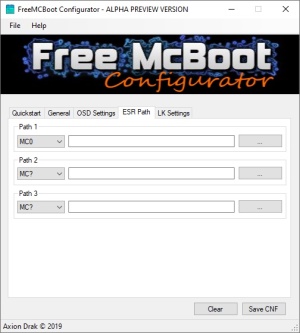 FreeMCBoot Configurator - ALPHA PREVIEW VERSION
File Help
Free McBoot
Configurator
Quickstart General OSD Settings ESR Path LK Settings
Path 1
MC0 ...
Path 2
MC? ...
Path 3
MC? ...
Clear Save CNF
Axion Drak © 2019